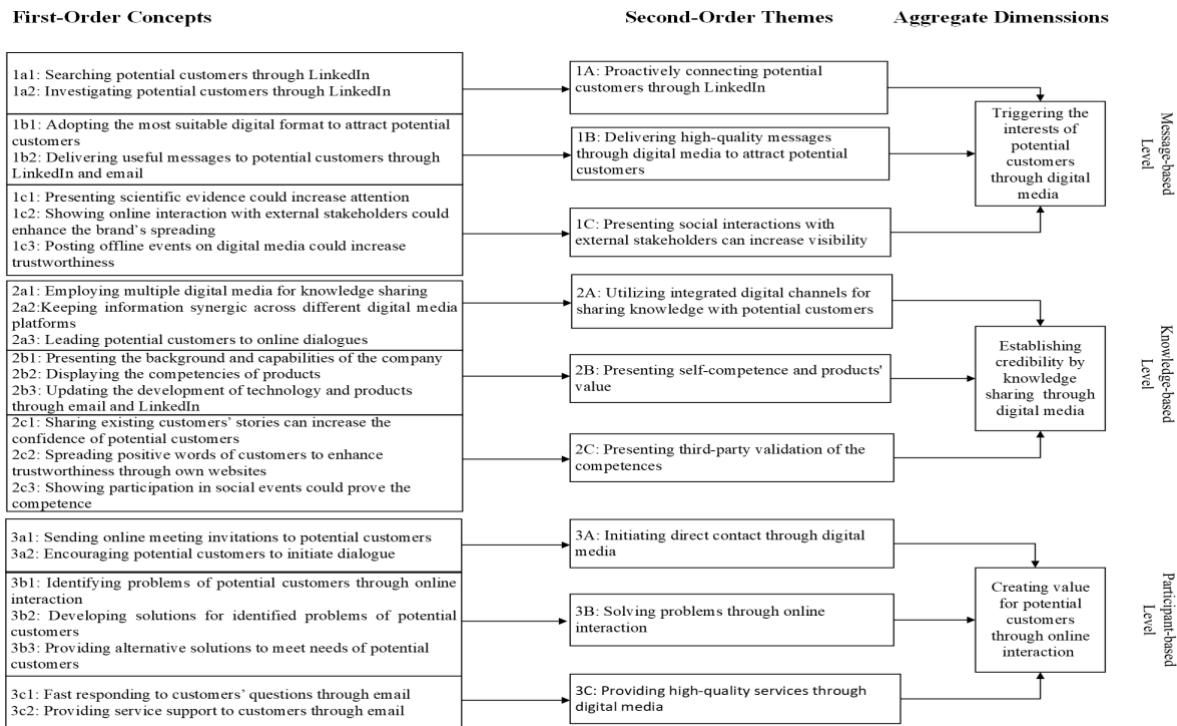 First-Order Concepts
Second-Order Themes
Aggregate Dimenssions
1a1: Searching potential customers through LinkedIn
1a2: Investigating potential customers through LinkedIn
1b1: Adopting the most suitable digital format to attract potential
customers
1b2: Delivering useful messages to potential customers through
LinkedIn and email
1c1: Presenting scientific evidence could increase attention
1c2: Showing online interaction with external stakeholders could
enhance the brand's spreading
1c3: Posting offline events on digital media could increase
trustworthiness
1A: Proactively connecting potential
customers through LinkedIn
1B: Delivering high-quality messages
through digital media to attract potential
customers
1C: Presenting social interactions with
external stakeholders can increase visibility
Triggering the
interests of
potential
customers
through digital
media
Message-based
Level
2a1: Employing multiple digital media for knowledge sharing
2a2:Keeping information synergic across different digital media
platforms
2a3: Leading potential customers to online dialogues
2b1: Presenting the background and capabilities of the company
2b2: Displaying the competencies of products
2b3: Updating the development of technology and products
through email and LinkedIn
2c1: Sharing existing customers' stories can increase the
confidence of potential customers
2c2: Spreading positive words of customers to enhance
trustworthiness through own websites
2c3: Showing participation in social events could prove the
competence
2A: Utilizing integrated digital channels for
sharing knowledge with potential customers
2B: Presenting self-competence and products'
value
2C: Presenting third-party validation of the
competences
Establishing
credibility by
knowledge
sharing through
digital media
Knowledge-based
Level
3a1: Sending online meeting invitations to potential customers
3a2: Encouraging potential customers to initiate dialogue
3b1: Identifying problems of potential customers through online
interaction
3b2: Developing solutions for identified problems of potential
customers
3b3: Providing alternative solutions to meet needs of potential
customers
3c1: Fast responding to customers' questions through email
3c2: Providing service support to customers through email
3A: Initiating direct contact through digital
media
3B: Solving problems through online
interaction
3C: Providing high-quality services through
digital media
Creating value
for potential
customers
through online
interaction
Participant-based
Level